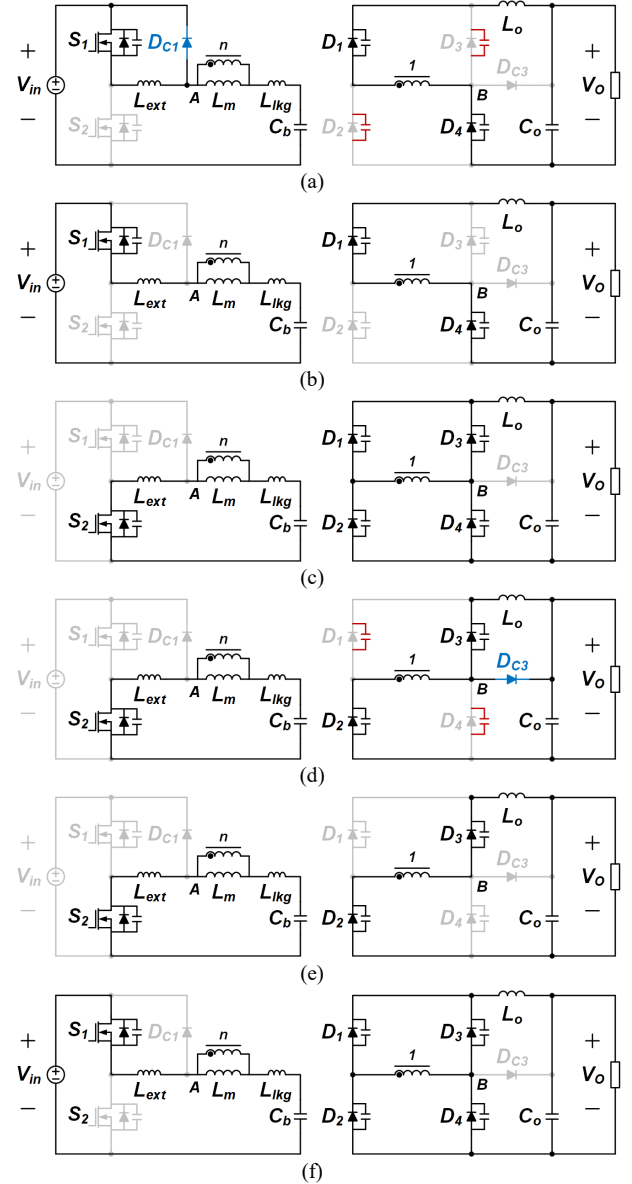 S1 DC1 n D1 D3 Lo
+ Vin − Lext A Lm Llkg 1 B DC3 + VO −
S2 Cb D2 D4 Co
(a)
S1 DC1 n D1 D3 Lo
+ Vin − Lext A Lm Llkg 1 B DC3 + VO −
S2 Cb D2 D4 Co
(b)
S1 DC1 n D1 D3 Lo
+ Vin − Lext A Lm Llkg 1 B DC3 + VO −
S2 Cb D2 D4 Co
(c)
S1 DC1 n D1 D3 Lo
+ Vin − Lext A Lm Llkg 1 B DC3 + VO −
S2 Cb D2 D4 Co
(d)
S1 DC1 n D1 D3 Lo
+ Vin − Lext A Lm Llkg 1 B DC3 + VO −
S2 Cb D2 D4 Co
(e)
S1 DC1 n D1 D3 Lo
+ Vin − Lext A Lm Llkg 1 B DC3 + VO −
S2 Cb D2 D4 Co
(f)